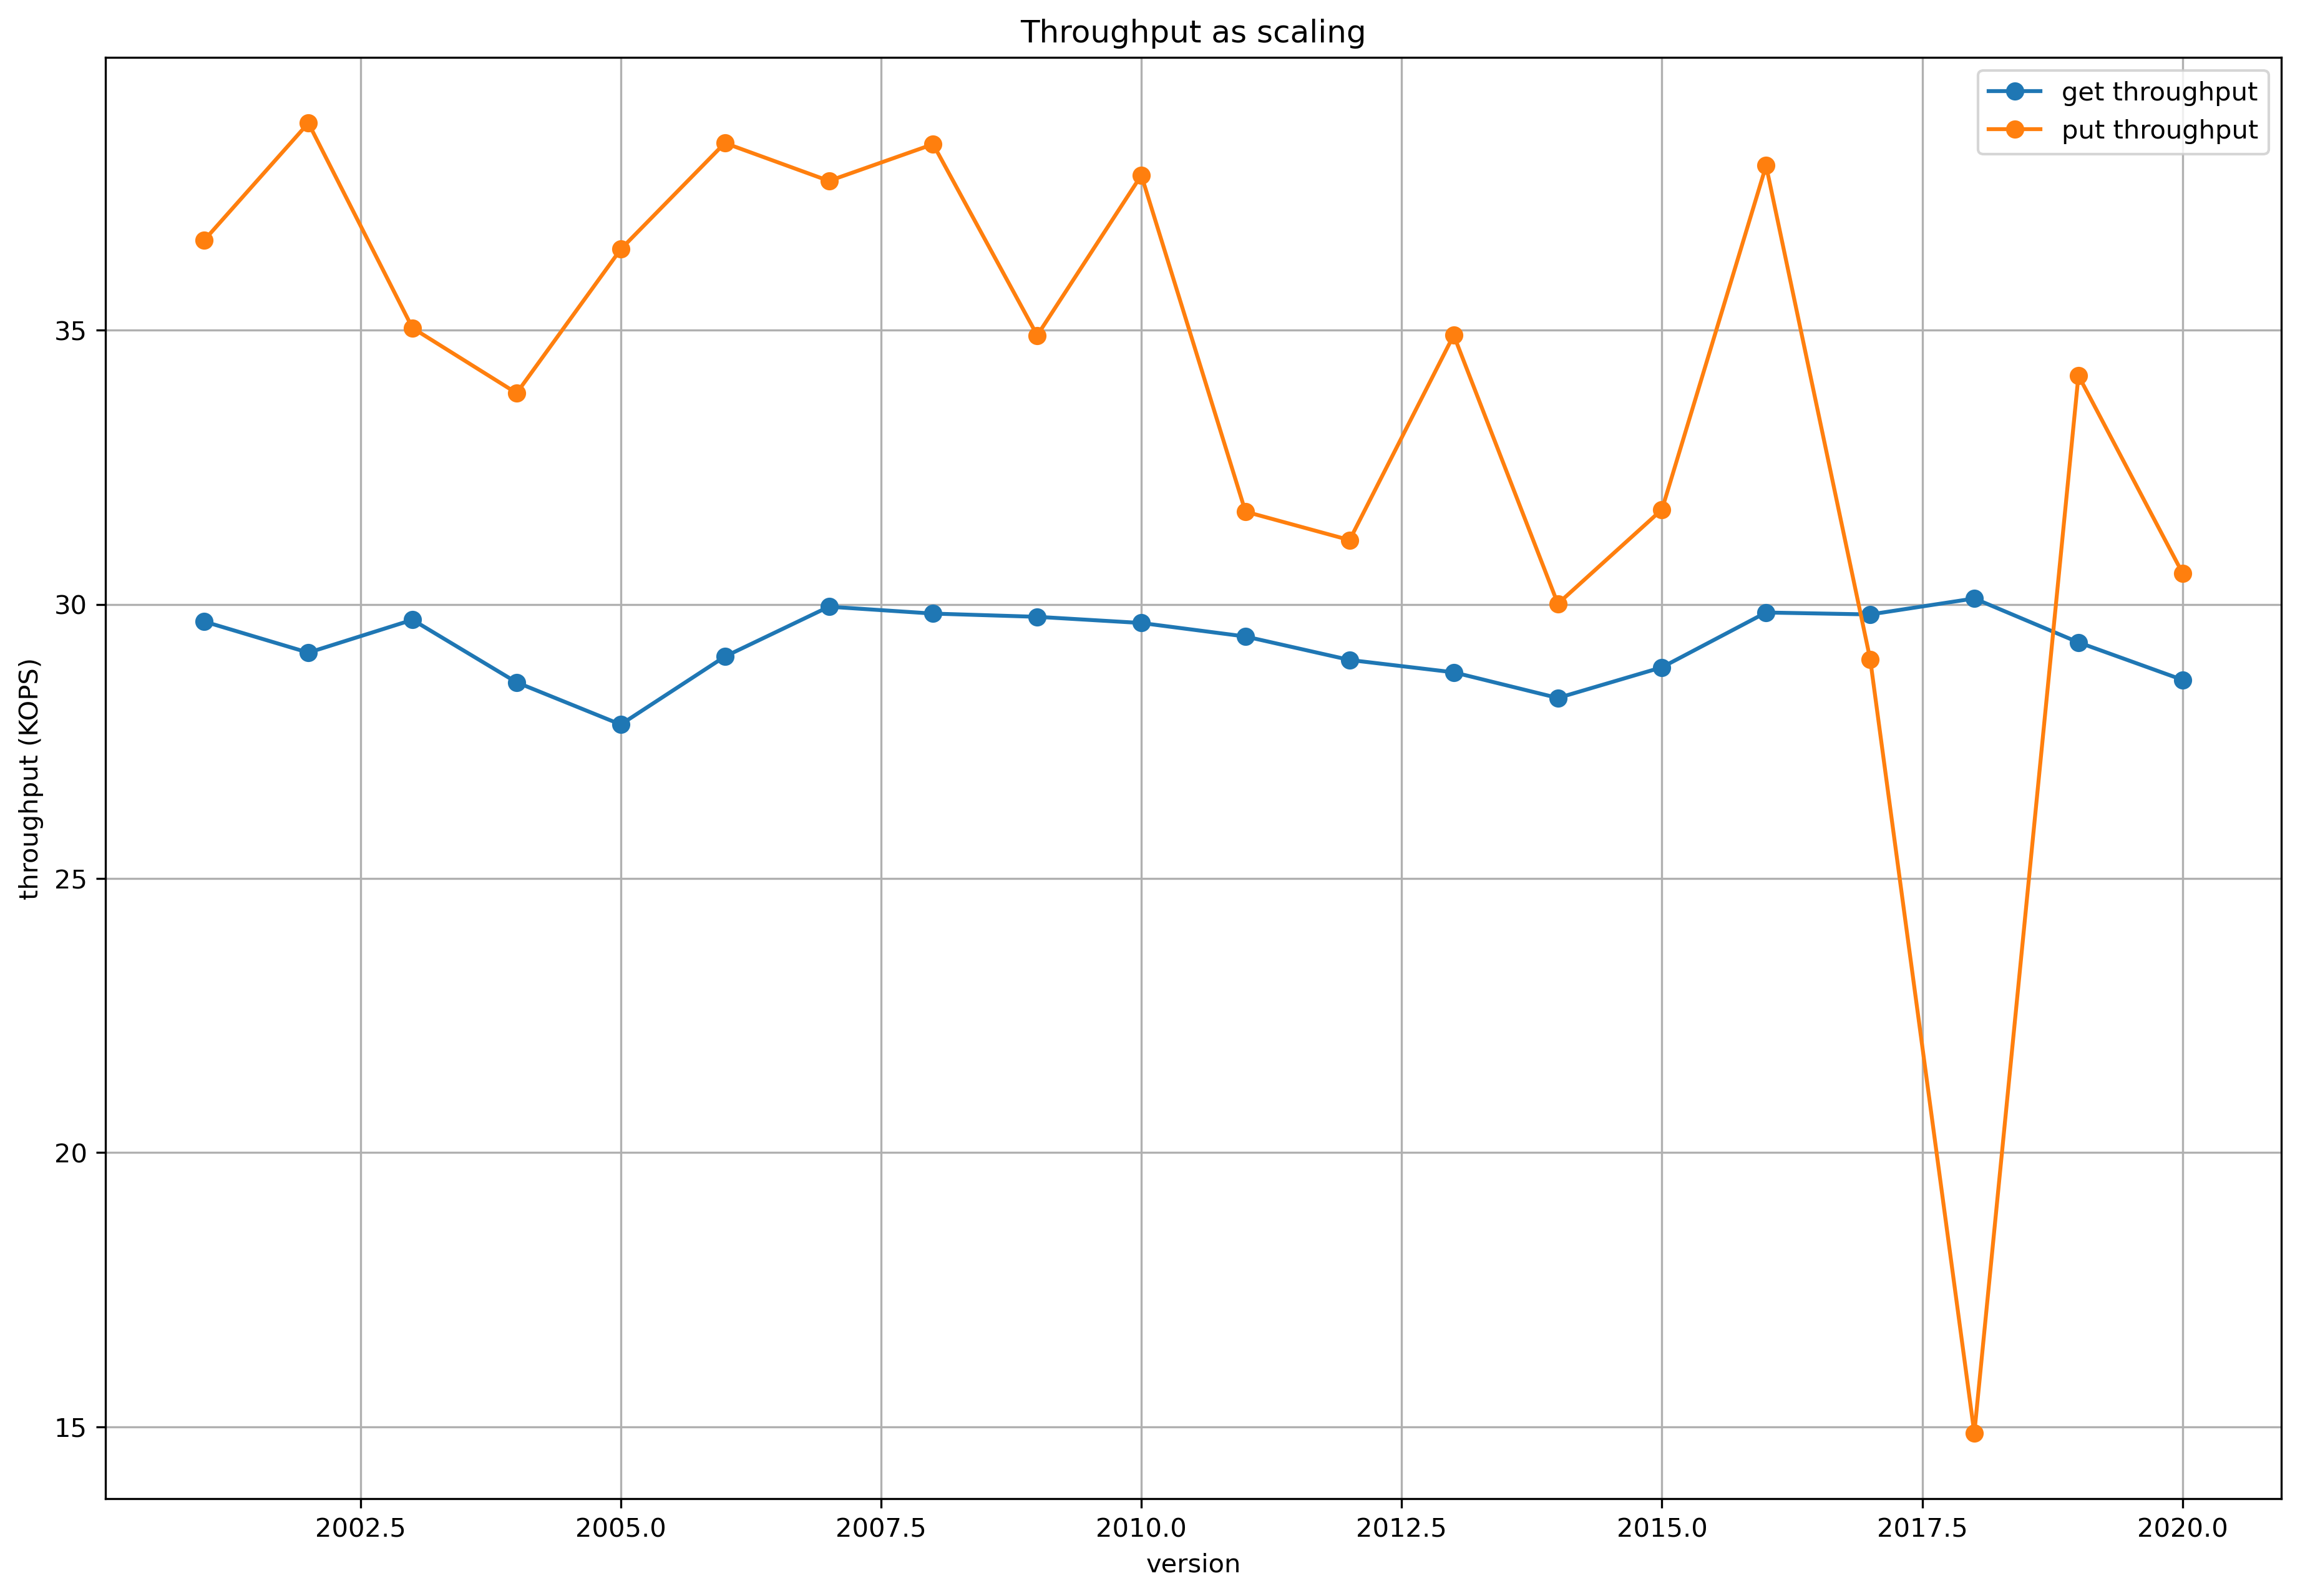 Throughput as scaling
get throughput
put throughput
throughput (KOPS)
35
30
25
20
15
2002.5 2005.0 2007.5 2010.0 2012.5 2015.0 2017.5 2020.0
version